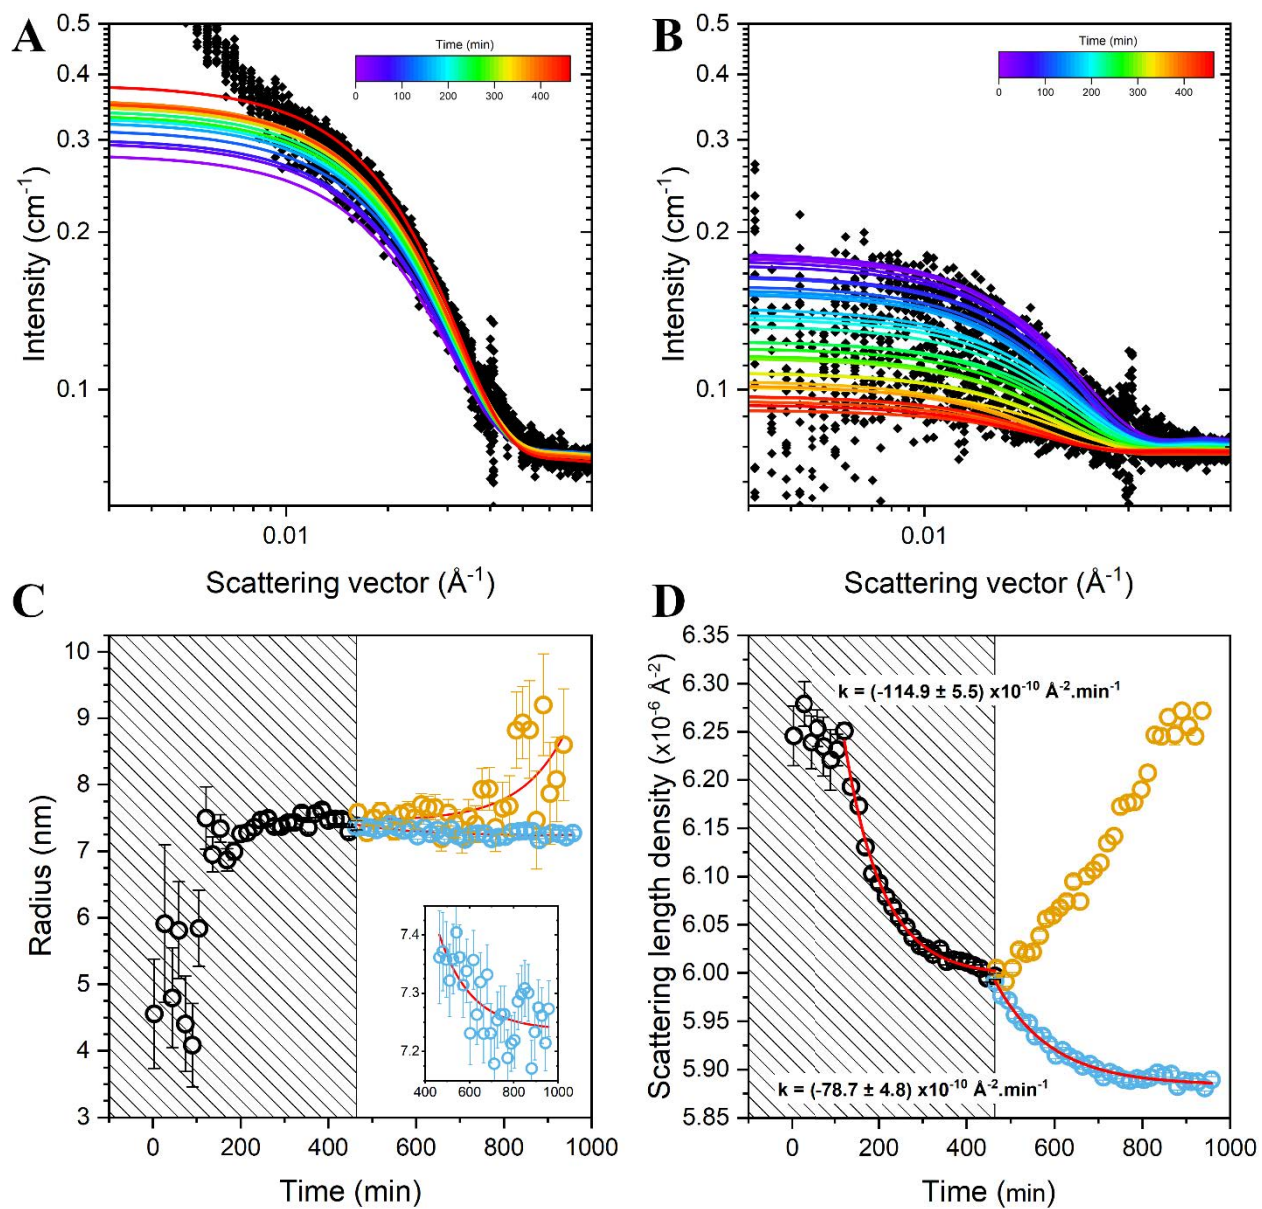 A
0.5
0.4
0.3
0.2
0.1
Intensity (cm-1)
Time (min)
0 100 200 300 400
0.01
Scattering vector (Å-1)
B
0.5
0.4
0.3
0.2
0.1
Intensity (cm-1)
Time (min)
0 100 200 300 400
0.01
Scattering vector (Å-1)
C
10
9
8
7
6
5
4
3
Radius (nm)
7.4
7.3
7.2
400 600 800 1000
0 200 400 600 800 1000
Time (min)
D
6.35
6.30
6.25
6.20
6.15
6.10
6.05
6.00
5.95
5.90
5.85
Scattering length density (x10-6 Å-2)
k = (-114.9 ± 5.5) x10-10 Å-2.min-1
k = (-78.7 ± 4.8) x10-10 Å-2.min-1
0 200 400 600 800 1000
Time (min)